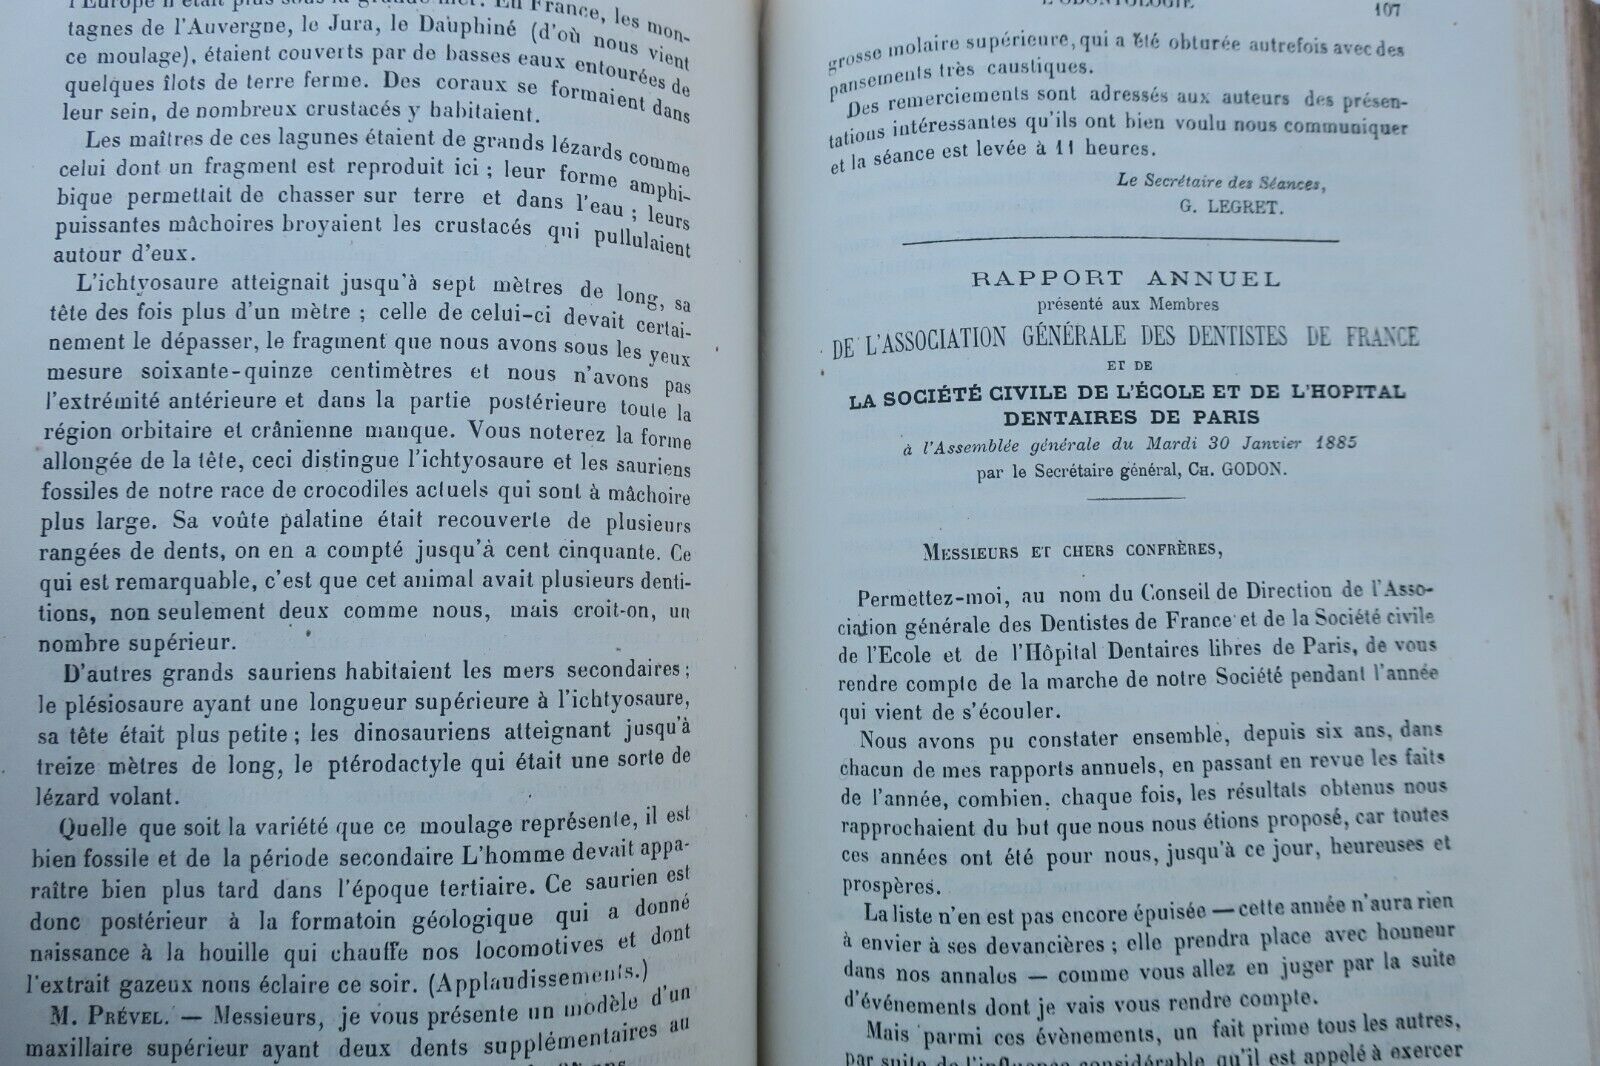 l'Europe n'était plus sous la grande mer. En France, les mon-
tagnes de l'Auvergne, le Jura, le Dauphiné (d'où nous vient
ce moulage), étaient couverts par de basses eaux entourées de
quelques îlots de terre ferme. Des coraux se formaient dans
leur sein, de nombreux crustacés y habitaient.
Les maîtres de ces lagunes étaient de grands lézards comme
celui dont un fragment est reproduit ici ; leur forme amphi-
bique permettait de chasser sur terre et dans l'eau ; leurs
puissantes mâchoires broyaient les crustacés qui pullulaient
autour d'eux.
L'ichtyosaure atteignait jusqu'à sept mètres de long, sa
tête des fois plus d'un mètre ; celle de celui-ci devait certai-
nement le dépasser, le fragment que nous avons sous les yeux
mesure soixante-quinze centimètres et nous n'avons pas
l'extrémité antérieure et dans la partie postérieure toute la
région orbitaire et crânienne manque. Vous noterez la forme
allongée de la tête, ceci distingue l'ichtyosaure et les sauriens
fossiles de notre race de crocodiles actuels qui sont à mâchoire
plus large. Sa voûte palatine était recouverte de plusieurs
rangées de dents, on en a compté jusqu'à cent cinquante. Ce
qui est remarquable, c'est que cet animal avait plusieurs denti-
tions, non seulement deux comme nous, mais croit-on, un
nombre supérieur.
D'autres grands sauriens habitaient les mers secondaires ;
le plésiosaure ayant une longueur supérieure à l'ichtyosaure,
sa tête était plus petite ; les dinosauriens atteignant jusqu'à
treize mètres de long, le ptérodactyle qui était une sorte de
lézard volant.
Quelle que soit la variété que ce moulage représente, il est
bien fossile et de la période secondaire L'homme devait appa-
raître bien plus tard dans l'époque tertiaire. Ce saurien est
donc postérieur à la formatoin géologique qui a donné
naissance à la houille qui chauffe nos locomotives et dont
l'extrait gazeux nous éclaire ce soir. (Applaudissements.)
M. PRÉVEL. — Messieurs, je vous présente un modèle d'un
maxillaire supérieur ayant deux dents supplémentaires au
L'ODONTOLOGIE 107
grosse molaire supérieure, qui a été obturée autrefois avec des
pansements très caustiques.
Des remerciements sont adressés aux auteurs des présen-
tations intéressantes qu'ils ont bien voulu nous communiquer
et la séance est levée à 11 heures.
Le Secrétaire des Séances,
G. LEGRET.
RAPPORT ANNUEL
présenté aux Membres
DE L'ASSOCIATION GÉNÉRALE DES DENTISTES DE FRANCE
ET DE
LA SOCIÉTÉ CIVILE DE L'ÉCOLE ET DE L'HOPITAL
DENTAIRES DE PARIS
à l'Assemblée générale du Mardi 30 Janvier 1885
par le Secrétaire général, CH. GODON.
MESSIEURS ET CHERS CONFRÈRES,
Permettez-moi, au nom du Conseil de Direction de l'Asso-
ciation générale des Dentistes de France et de la Société civile
de l'Ecole et de l'Hôpital Dentaires libres de Paris, de vous
rendre compte de la marche de notre Société pendant l'année
qui vient de s'écouler.
Nous avons pu constater ensemble, depuis six ans, dans
chacun de mes rapports annuels, en passant en revue les faits
de l'année, combien, chaque fois, les résultats obtenus nous
rapprochaient du but que nous nous étions proposé, car toutes
ces années ont été pour nous, jusqu'à ce jour, heureuses et
prospères.
La liste n'en est pas encore épuisée — cette année n'aura rien
à envier à ses devancières ; elle prendra place avec honneur
dans nos annales — comme vous allez en juger par la suite
d'événements dont je vais vous rendre compte.
Mais parmi ces évènements, un fait prime tous les autres,
par suite de l'influence considérable qu'il est appelé à exercer